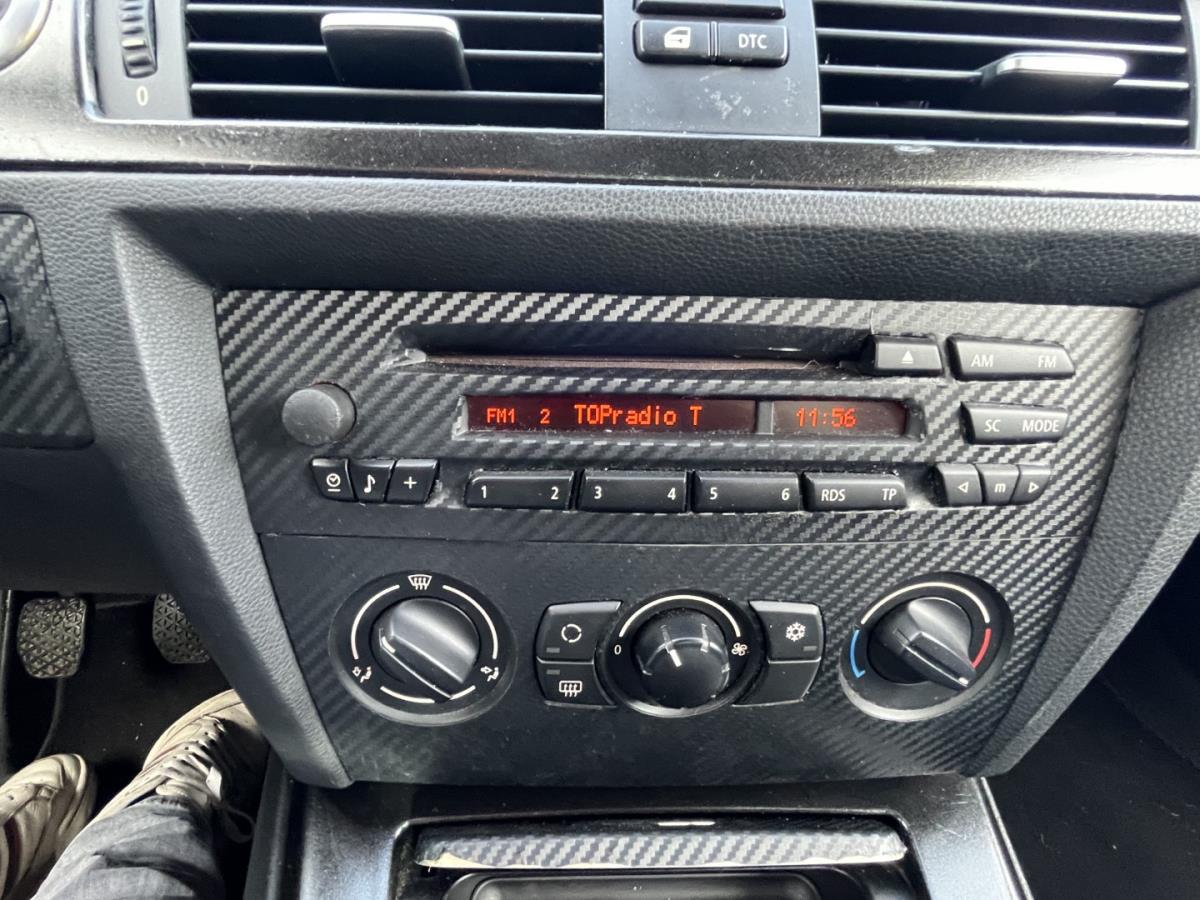 DTC
0
AM FM
FM1 2 TOPradio T 11:56
SC MODE
+
1 2 3 4 5 6 RDS TP m
0